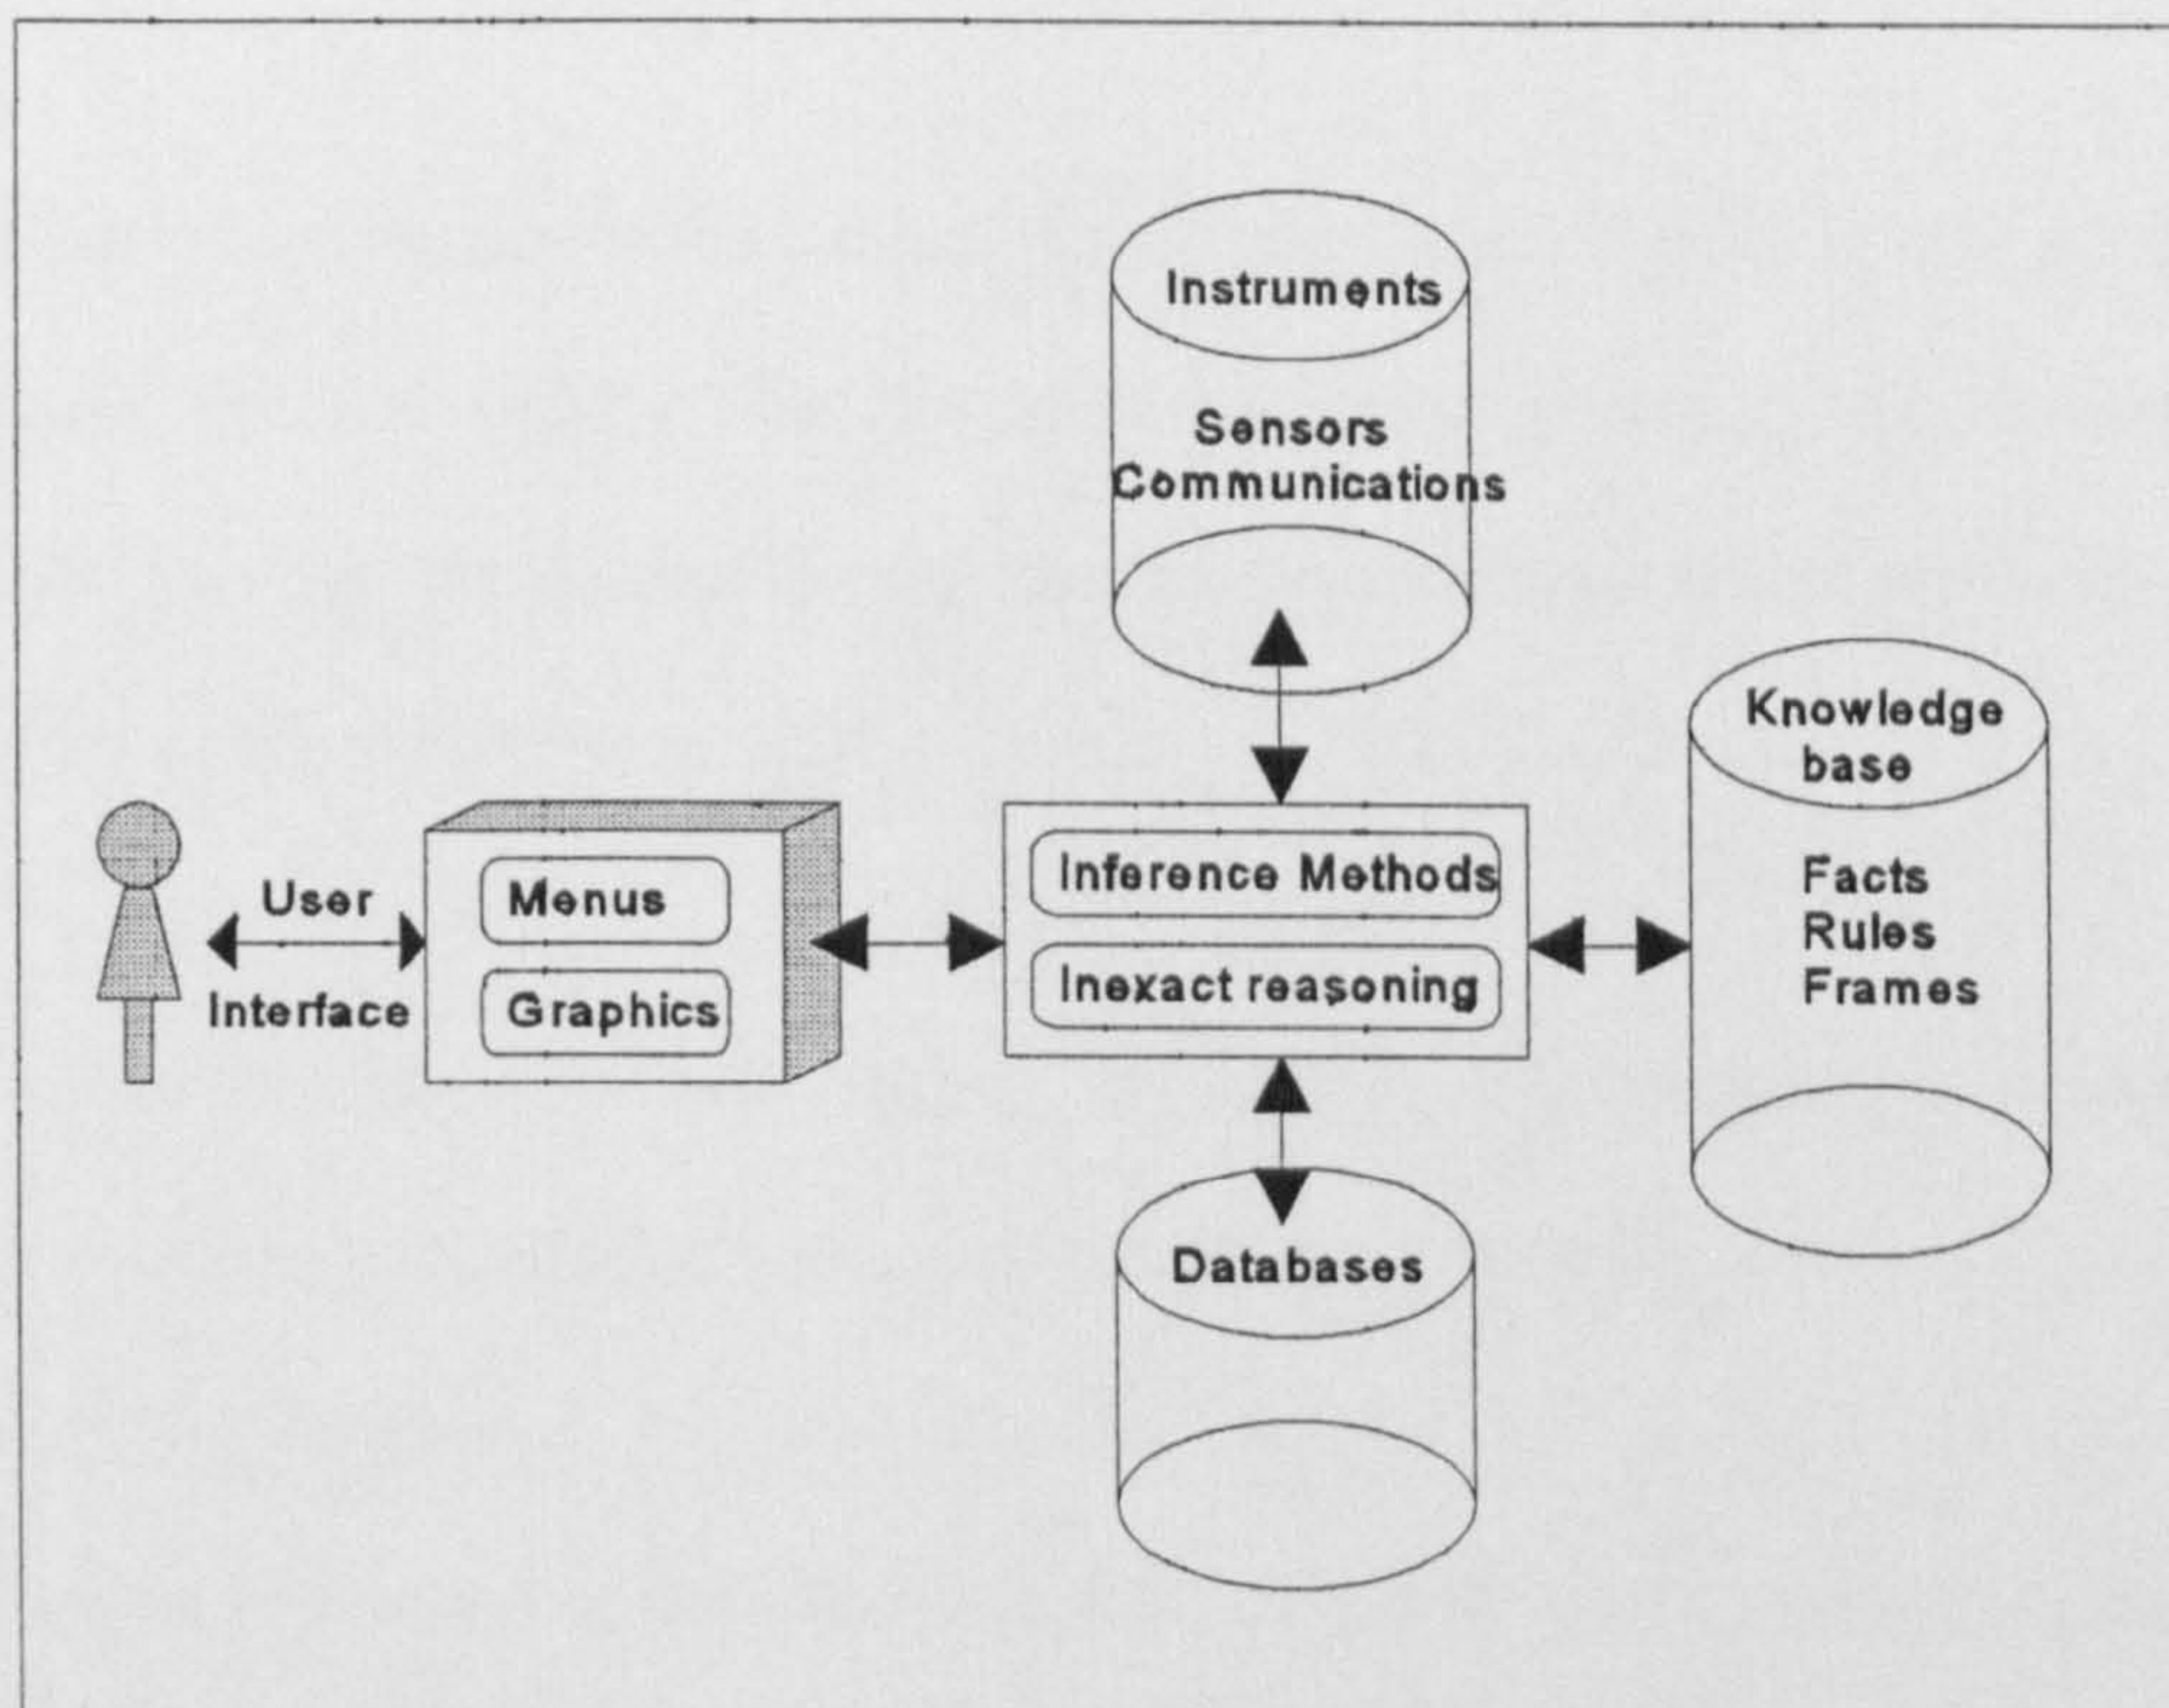 Instruments
Sensors
Communications
Knowledge
base
Facts
Rules
Frames
User
Interface
Menus
Graphics
Inference Methods
Inexact reasoning
Databases